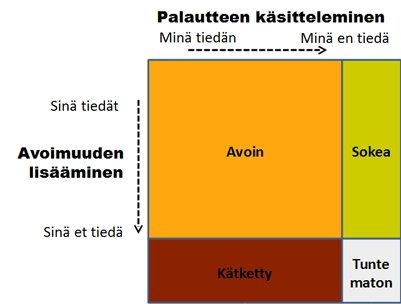 Palautteen käsitteleminen
Minä tiedän Minä en tiedä
Sinä tiedät
Avoimuuden
lisääminen
Sinä et tiedä
Avoin
Sokea
Kätketty
Tunte
maton